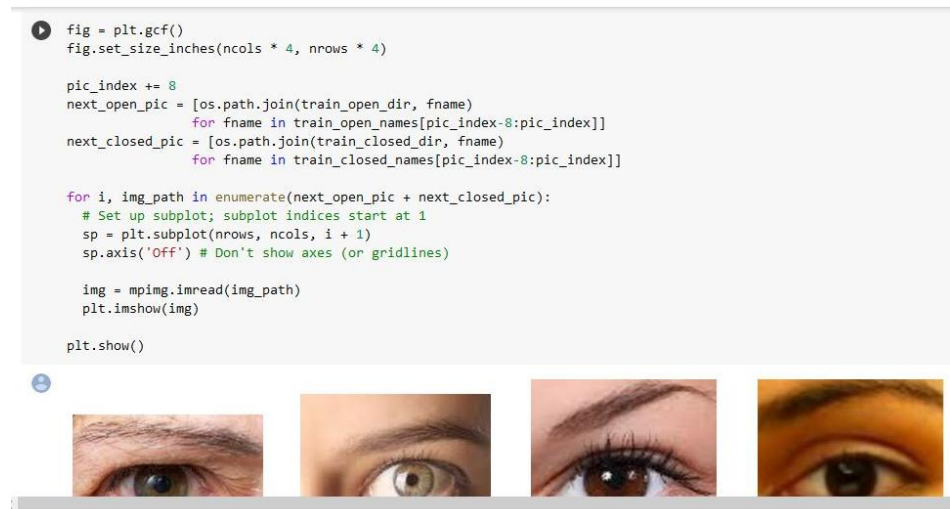 fig = plt.gcf()
fig.set_size_inches(ncols * 4, nrows * 4)
pic_index += 8
next_open_pic = [os.path.join(train_open_dir, fname)
for fname in train_open_names[pic_index-8:pic_index]]
next_closed_pic = [os.path.join(train_closed_dir, fname)
for fname in train_closed_names[pic_index-8:pic_index]]
for i, img_path in enumerate(next_open_pic + next_closed_pic):
# Set up subplot; subplot indices start at 1
sp = plt.subplot(nrows, ncols, i + 1)
sp.axis('Off') # Don't show axes (or gridlines)
img = mpimg.imread(img_path)
plt.imshow(img)
plt.show()